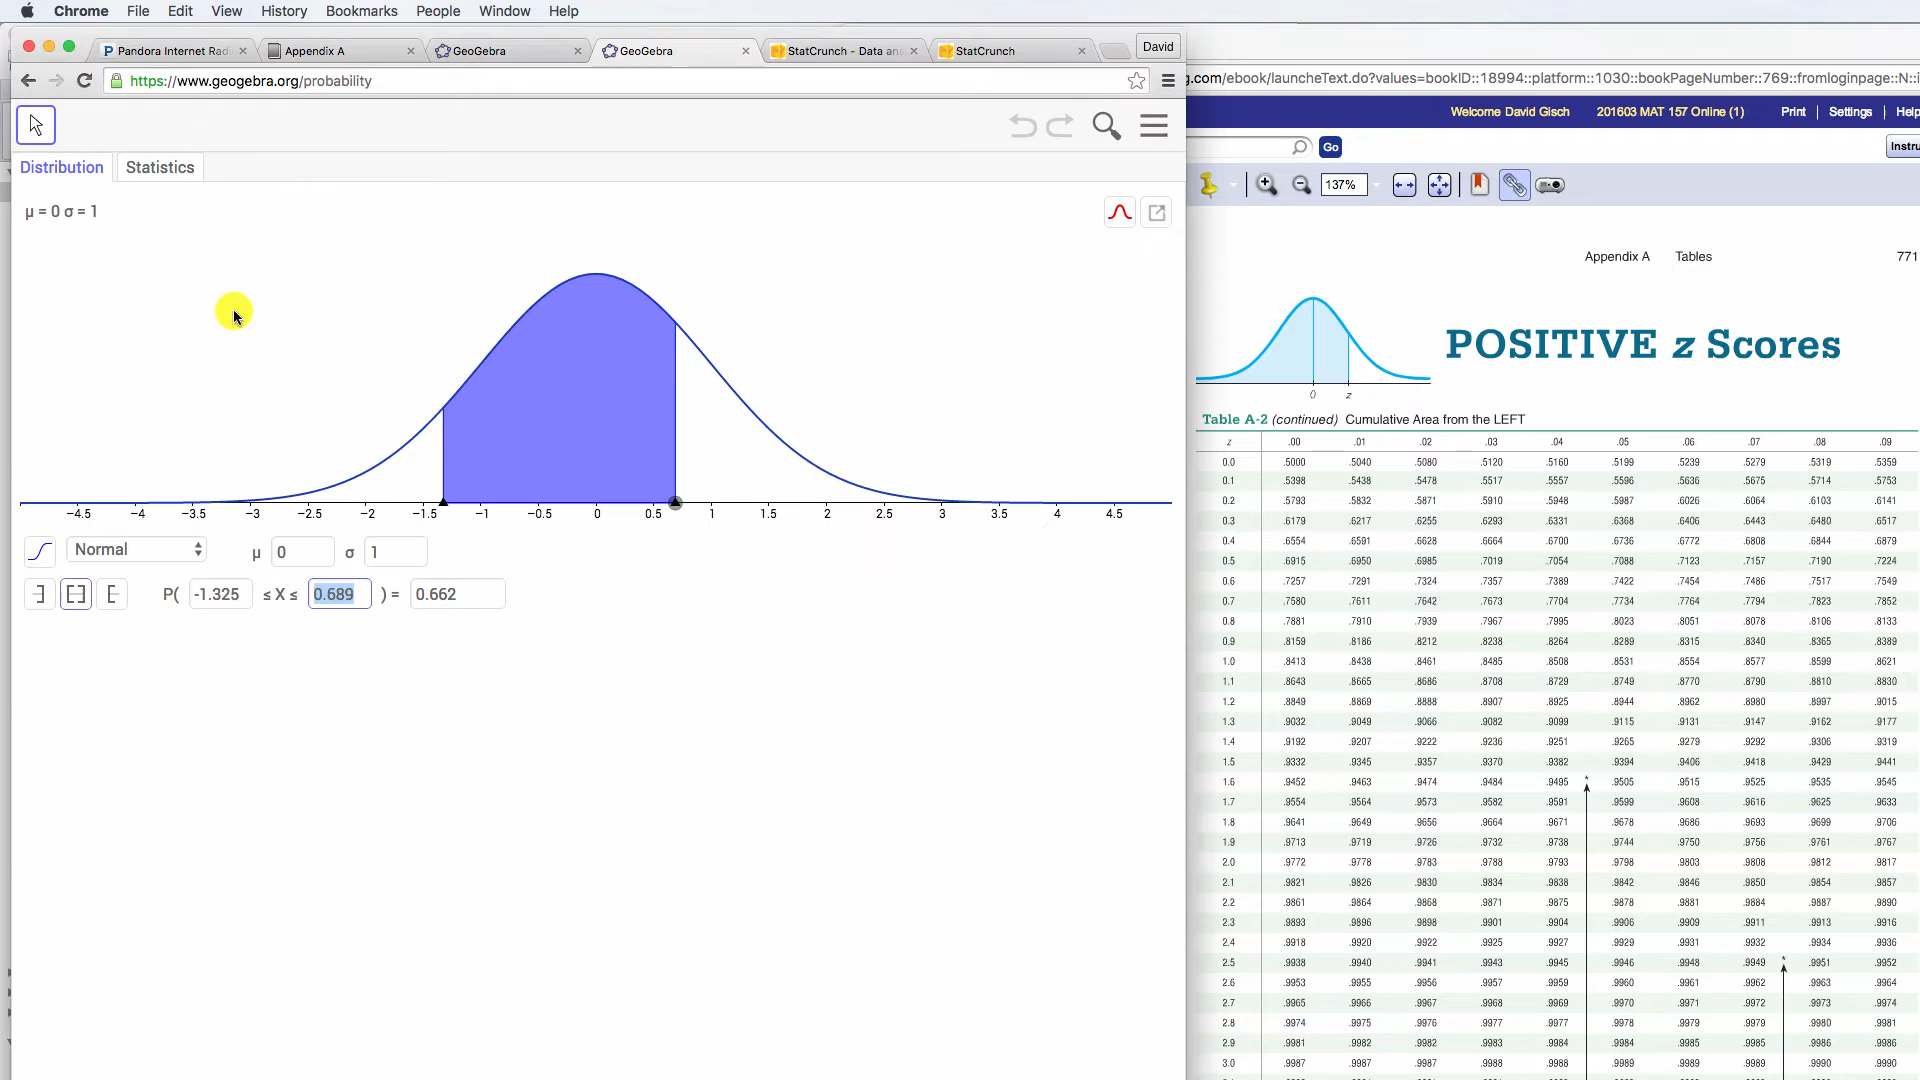 Chrome File Edit View History Bookmarks People Window Help
Pandora Internet Rad
Appendix A
GeoGebra
GeoGebra
StatCrunch - Data an
StatCrunch
David
https://www.geogebra.org/probability
g.com/ebook/launcheText.do?values=bookID::18994::platform::1030::bookPageNumber::769::fromloginpage::N::i
Welcome David Gisch 201603 MAT 157 Online (1) Print Settings Help
Go
Instru
137%
Distribution Statistics
μ = 0 σ = 1
−4.5 −4 −3.5 −3 −2.5 −2 −1.5 −1 −0.5 0 0.5 1 1.5 2 2.5 3 3.5 4 4.5
Normal μ 0 σ 1
P( -1.325 ≤ X ≤ 0.689 ) = 0.662
Appendix A Tables 771
POSITIVE z Scores
0 z
Table A-2 (continued) Cumulative Area from the LEFT
z .00 .01 .02 .03 .04 .05 .06 .07 .08 .09
0.0 .5000 .5040 .5080 .5120 .5160 .5199 .5239 .5279 .5319 .5359
0.1 .5398 .5438 .5478 .5517 .5557 .5596 .5636 .5675 .5714 .5753
0.2 .5793 .5832 .5871 .5910 .5948 .5987 .6026 .6064 .6103 .6141
0.3 .6179 .6217 .6255 .6293 .6331 .6368 .6406 .6443 .6480 .6517
0.4 .6554 .6591 .6628 .6664 .6700 .6736 .6772 .6808 .6844 .6879
0.5 .6915 .6950 .6985 .7019 .7054 .7088 .7123 .7157 .7190 .7224
0.6 .7257 .7291 .7324 .7357 .7389 .7422 .7454 .7486 .7517 .7549
0.7 .7580 .7611 .7642 .7673 .7704 .7734 .7764 .7794 .7823 .7852
0.8 .7881 .7910 .7939 .7967 .7995 .8023 .8051 .8078 .8106 .8133
0.9 .8159 .8186 .8212 .8238 .8264 .8289 .8315 .8340 .8365 .8389
1.0 .8413 .8438 .8461 .8485 .8508 .8531 .8554 .8577 .8599 .8621
1.1 .8643 .8665 .8686 .8708 .8729 .8749 .8770 .8790 .8810 .8830
1.2 .8849 .8869 .8888 .8907 .8925 .8944 .8962 .8980 .8997 .9015
1.3 .9032 .9049 .9066 .9082 .9099 .9115 .9131 .9147 .9162 .9177
1.4 .9192 .9207 .9222 .9236 .9251 .9265 .9279 .9292 .9306 .9319
1.5 .9332 .9345 .9357 .9370 .9382 .9394 .9406 .9418 .9429 .9441
1.6 .9452 .9463 .9474 .9484 .9495 * .9505 .9515 .9525 .9535 .9545
1.7 .9554 .9564 .9573 .9582 .9591 .9599 .9608 .9616 .9625 .9633
1.8 .9641 .9649 .9656 .9664 .9671 .9678 .9686 .9693 .9699 .9706
1.9 .9713 .9719 .9726 .9732 .9738 .9744 .9750 .9756 .9761 .9767
2.0 .9772 .9778 .9783 .9788 .9793 .9798 .9803 .9808 .9812 .9817
2.1 .9821 .9826 .9830 .9834 .9838 .9842 .9846 .9850 .9854 .9857
2.2 .9861 .9864 .9868 .9871 .9875 .9878 .9881 .9884 .9887 .9890
2.3 .9893 .9896 .9898 .9901 .9904 .9906 .9909 .9911 .9913 .9916
2.4 .9918 .9920 .9922 .9925 .9927 .9929 .9931 .9932 .9934 .9936
2.5 .9938 .9940 .9941 .9943 .9945 .9946 .9948 .9949 * .9951 .9952
2.6 .9953 .9955 .9956 .9957 .9959 .9960 .9961 .9962 .9963 .9964
2.7 .9965 .9966 .9967 .9968 .9969 .9970 .9971 .9972 .9973 .9974
2.8 .9974 .9975 .9976 .9977 .9977 .9978 .9979 .9979 .9980 .9981
2.9 .9981 .9982 .9982 .9983 .9984 .9984 .9985 .9985 .9986 .9986
3.0 .9987 .9987 .9987 .9988 .9988 .9989 .9989 .9989 .9990 .9990